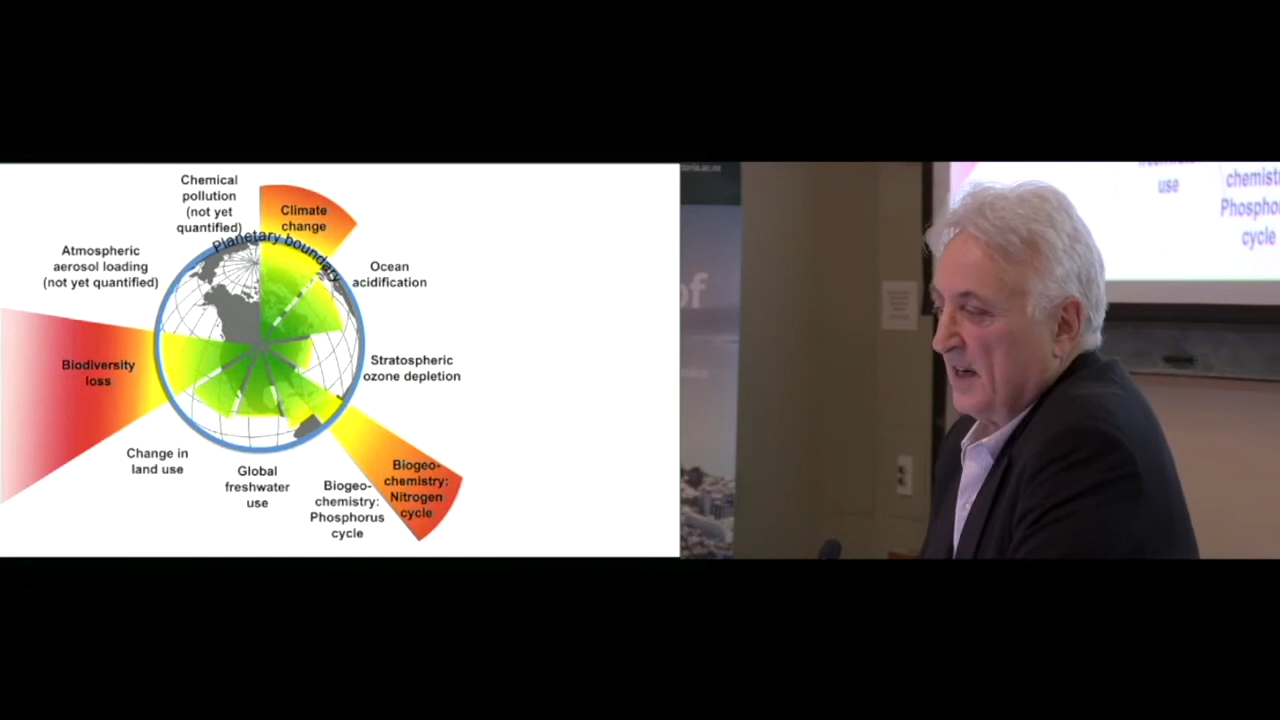 Chemical
pollution
(not yet
quantified)
Climate
change
Planetary boundary
Atmospheric
aerosol loading
(not yet quantified)
Ocean
acidification
Biodiversity
loss
Stratospheric
ozone depletion
Change in
land use
Global
freshwater
use
Biogeo-
chemistry:
Phosphorus
cycle
Biogeo-
chemistry:
Nitrogen
cycle
of
use
chemist
Phospho
cycle